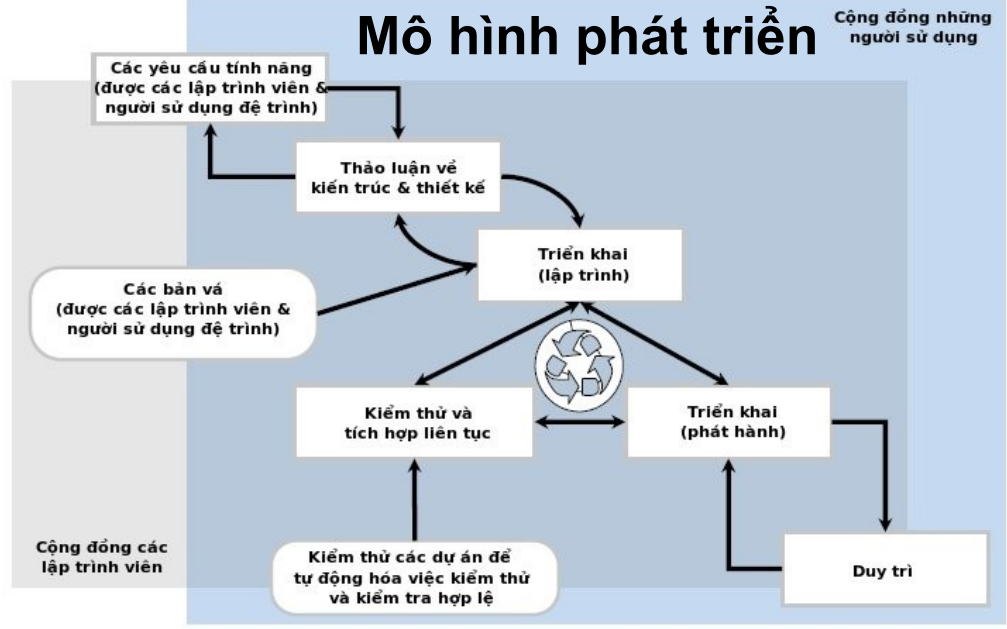 Mô hình phát triển
Cộng đồng những
người sử dụng
Các yêu cầu tính năng
(được các lập trình viên &
người sử dụng đệ trình)
Thảo luận về
kiến trúc & thiết kế
Triển khai
(lập trình)
Các bản vá
(được các lập trình viên &
người sử dụng đệ trình)
Kiểm thử và
tích hợp liên tục
Triển khai
(phát hành)
Cộng đồng các
lập trình viên
Kiểm thử các dự án để
tự động hóa việc kiểm thử
và kiểm tra hợp lệ
Duy trì